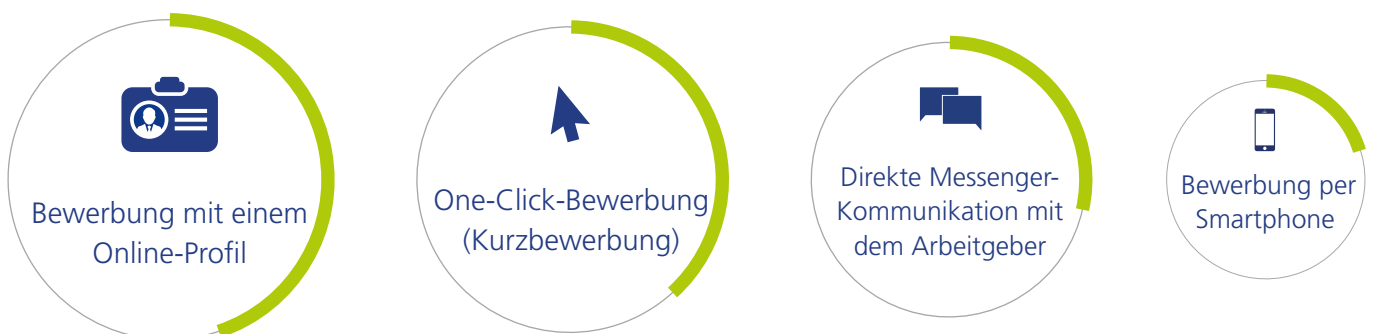 Bewerbung mit einem
Online-Profil
One-Click-Bewerbung
(Kurzbewerbung)
Direkte Messenger-
Kommunikation mit
dem Arbeitgeber
Bewerbung per
Smartphone